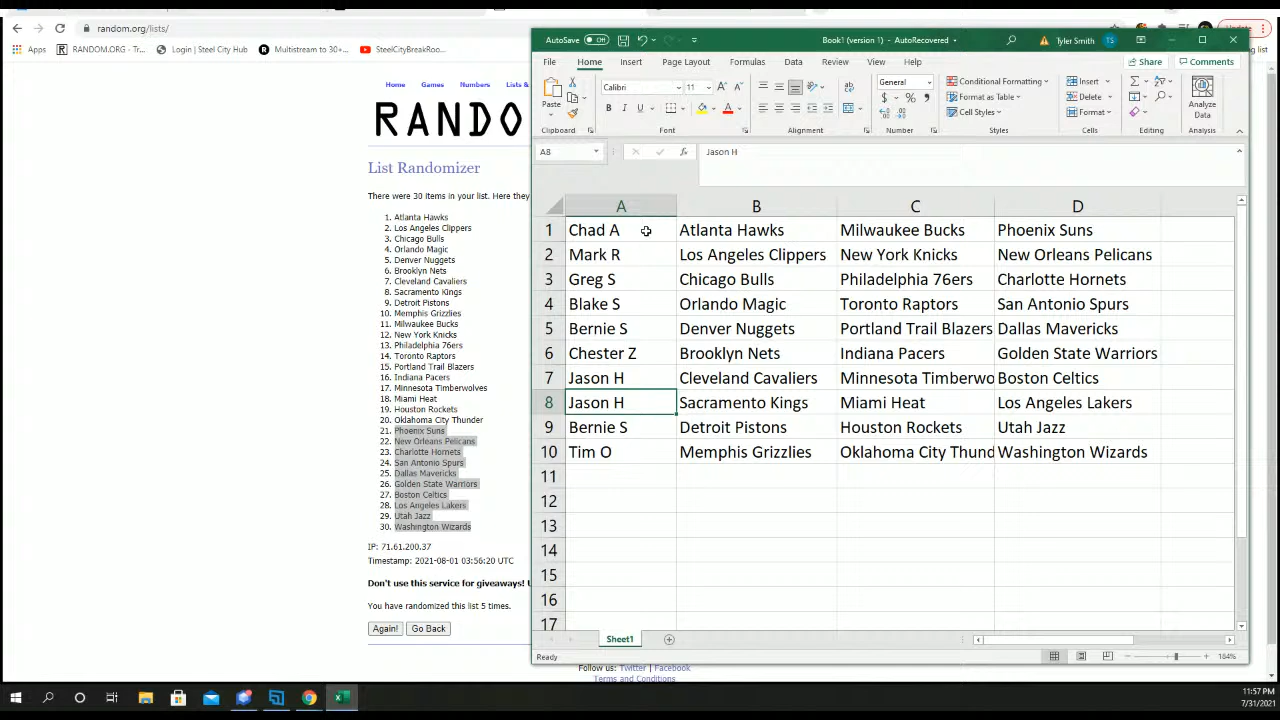 random.org/lists/
Update
Apps
RANDOM.ORG - Tr...
Login | Steel City Hub
Multistream to 30+...
SteelCityBreakRoo...
ing list
Home
Games
Numbers
Lists &
RANDO
List Randomizer
There were 30 items in your list. Here they
1. Atlanta Hawks
2. Los Angeles Clippers
3. Chicago Bulls
4. Orlando Magic
5. Denver Nuggets
6. Brooklyn Nets
7. Cleveland Cavaliers
8. Sacramento Kings
9. Detroit Pistons
10. Memphis Grizzlies
11. Milwaukee Bucks
12. New York Knicks
13. Philadelphia 76ers
14. Toronto Raptors
15. Portland Trail Blazers
16. Indiana Pacers
17. Minnesota Timberwolves
18. Miami Heat
19. Houston Rockets
20. Oklahoma City Thunder
21. Phoenix Suns
22. New Orleans Pelicans
23. Charlotte Hornets
24. San Antonio Spurs
25. Dallas Mavericks
26. Golden State Warriors
27. Boston Celtics
28. Los Angeles Lakers
29. Utah Jazz
30. Washington Wizards
IP: 71.61.200.37
Timestamp: 2021-08-01 03:56:20 UTC
Don't use this service for giveaways!
You have randomized this list 5 times.
Again!
Go Back
Follow us: Twitter | Facebook
Terms and Conditions
AutoSave Off
Book1 (version 1) - AutoRecovered
Tyler Smith TS
File Home Insert Page Layout Formulas Data Review View Help
Share
Comments
Paste
Clipboard
Calibri
11
B I U
Font
Alignment
General
$ % ,
Number
Conditional Formatting
Format as Table
Cell Styles
Styles
Insert
Delete
Format
Cells
Editing
Analyze
Data
Analysis
A8
Jason H
A B C D
1 Chad A Atlanta Hawks Milwaukee Bucks Phoenix Suns
2 Mark R Los Angeles Clippers New York Knicks New Orleans Pelicans
3 Greg S Chicago Bulls Philadelphia 76ers Charlotte Hornets
4 Blake S Orlando Magic Toronto Raptors San Antonio Spurs
5 Bernie S Denver Nuggets Portland Trail Blazers Dallas Mavericks
6 Chester Z Brooklyn Nets Indiana Pacers Golden State Warriors
7 Jason H Cleveland Cavaliers Minnesota Timberwo Boston Celtics
8 Jason H Sacramento Kings Miami Heat Los Angeles Lakers
9 Bernie S Detroit Pistons Houston Rockets Utah Jazz
10 Tim O Memphis Grizzlies Oklahoma City Thund Washington Wizards
11
12
13
14
15
16
17
Sheet1
Ready
184%
11:57 PM
7/31/2021